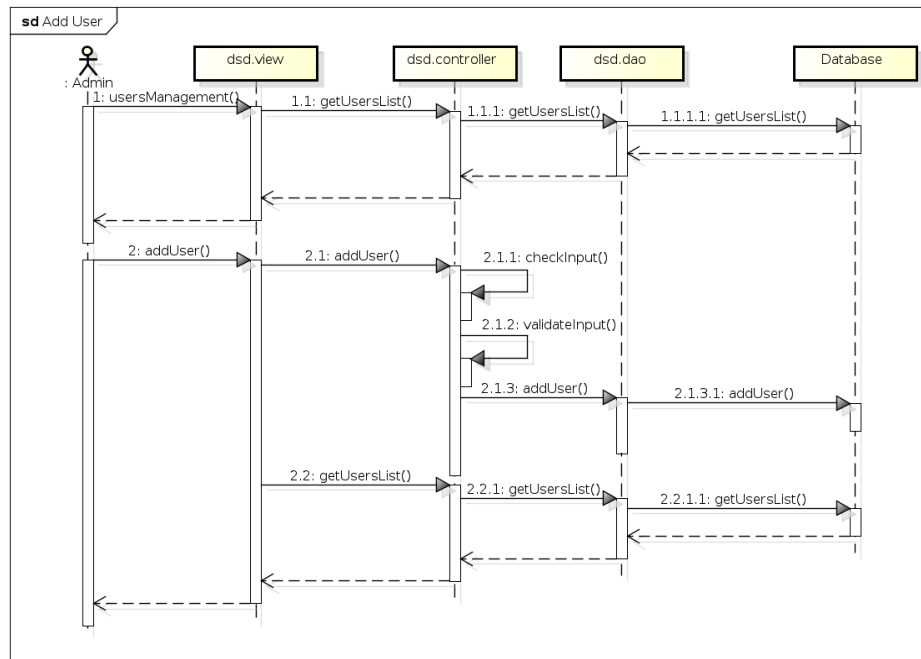 sd Add User
: Admin
dsd.view
dsd.controller
dsd.dao
Database
1: usersManagement()
1.1: getUsersList()
1.1.1: getUsersList()
1.1.1.1: getUsersList()
2: addUser()
2.1: addUser()
2.1.1: checkInput()
2.1.2: validateInput()
2.1.3: addUser()
2.1.3.1: addUser()
2.2: getUsersList()
2.2.1: getUsersList()
2.2.1.1: getUsersList()